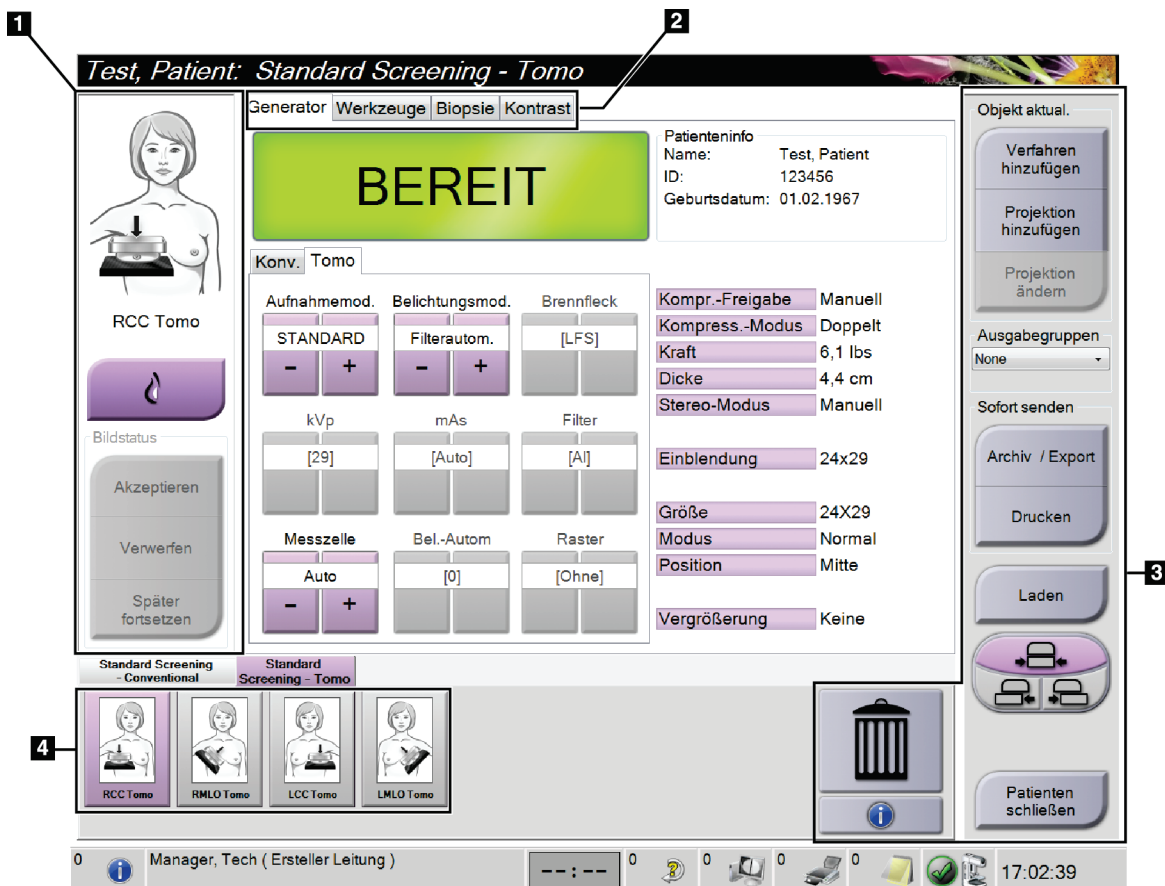 1
2
Test, Patient: Standard Screening - Tomo
Generator Werkzeuge Biopsie Kontrast
BEREIT
Patienteninfo
Name: Test, Patient
ID: 123456
Geburtsdatum: 01.02.1967
RCC Tomo
Bildstatus
Akzeptieren
Verwerfen
Später
fortsetzen
Konv. Tomo
Aufnahmemod. Belichtungsmod. Brennfleck
STANDARD Filterautom. [LFS]
- + - +
kVp mAs Filter
[29] [Auto] [Al]
Messzelle Bel.-Autom Raster
Auto [0] [Ohne]
- +
Kompr.-Freigabe Manuell
Kompress.-Modus Doppelt
Kraft 6,1 lbs
Dicke 4,4 cm
Stereo-Modus Manuell
Einblendung 24x29
Größe 24X29
Modus Normal
Position Mitte
Vergrößerung Keine
Objekt aktual.
Verfahren
hinzufügen
Projektion
hinzufügen
Projektion
ändern
Ausgabegruppen
None
Sofort senden
Archiv / Export
Drucken
3
Laden
Patienten
schließen
Standard Screening
- Conventional
Standard
Screening - Tomo
4
RCC Tomo
RMLO Tomo
LCC Tomo
LMLO Tomo
i
0 i Manager, Tech ( Ersteller Leitung ) --:-- 0 ? 0 0 0 17:02:39